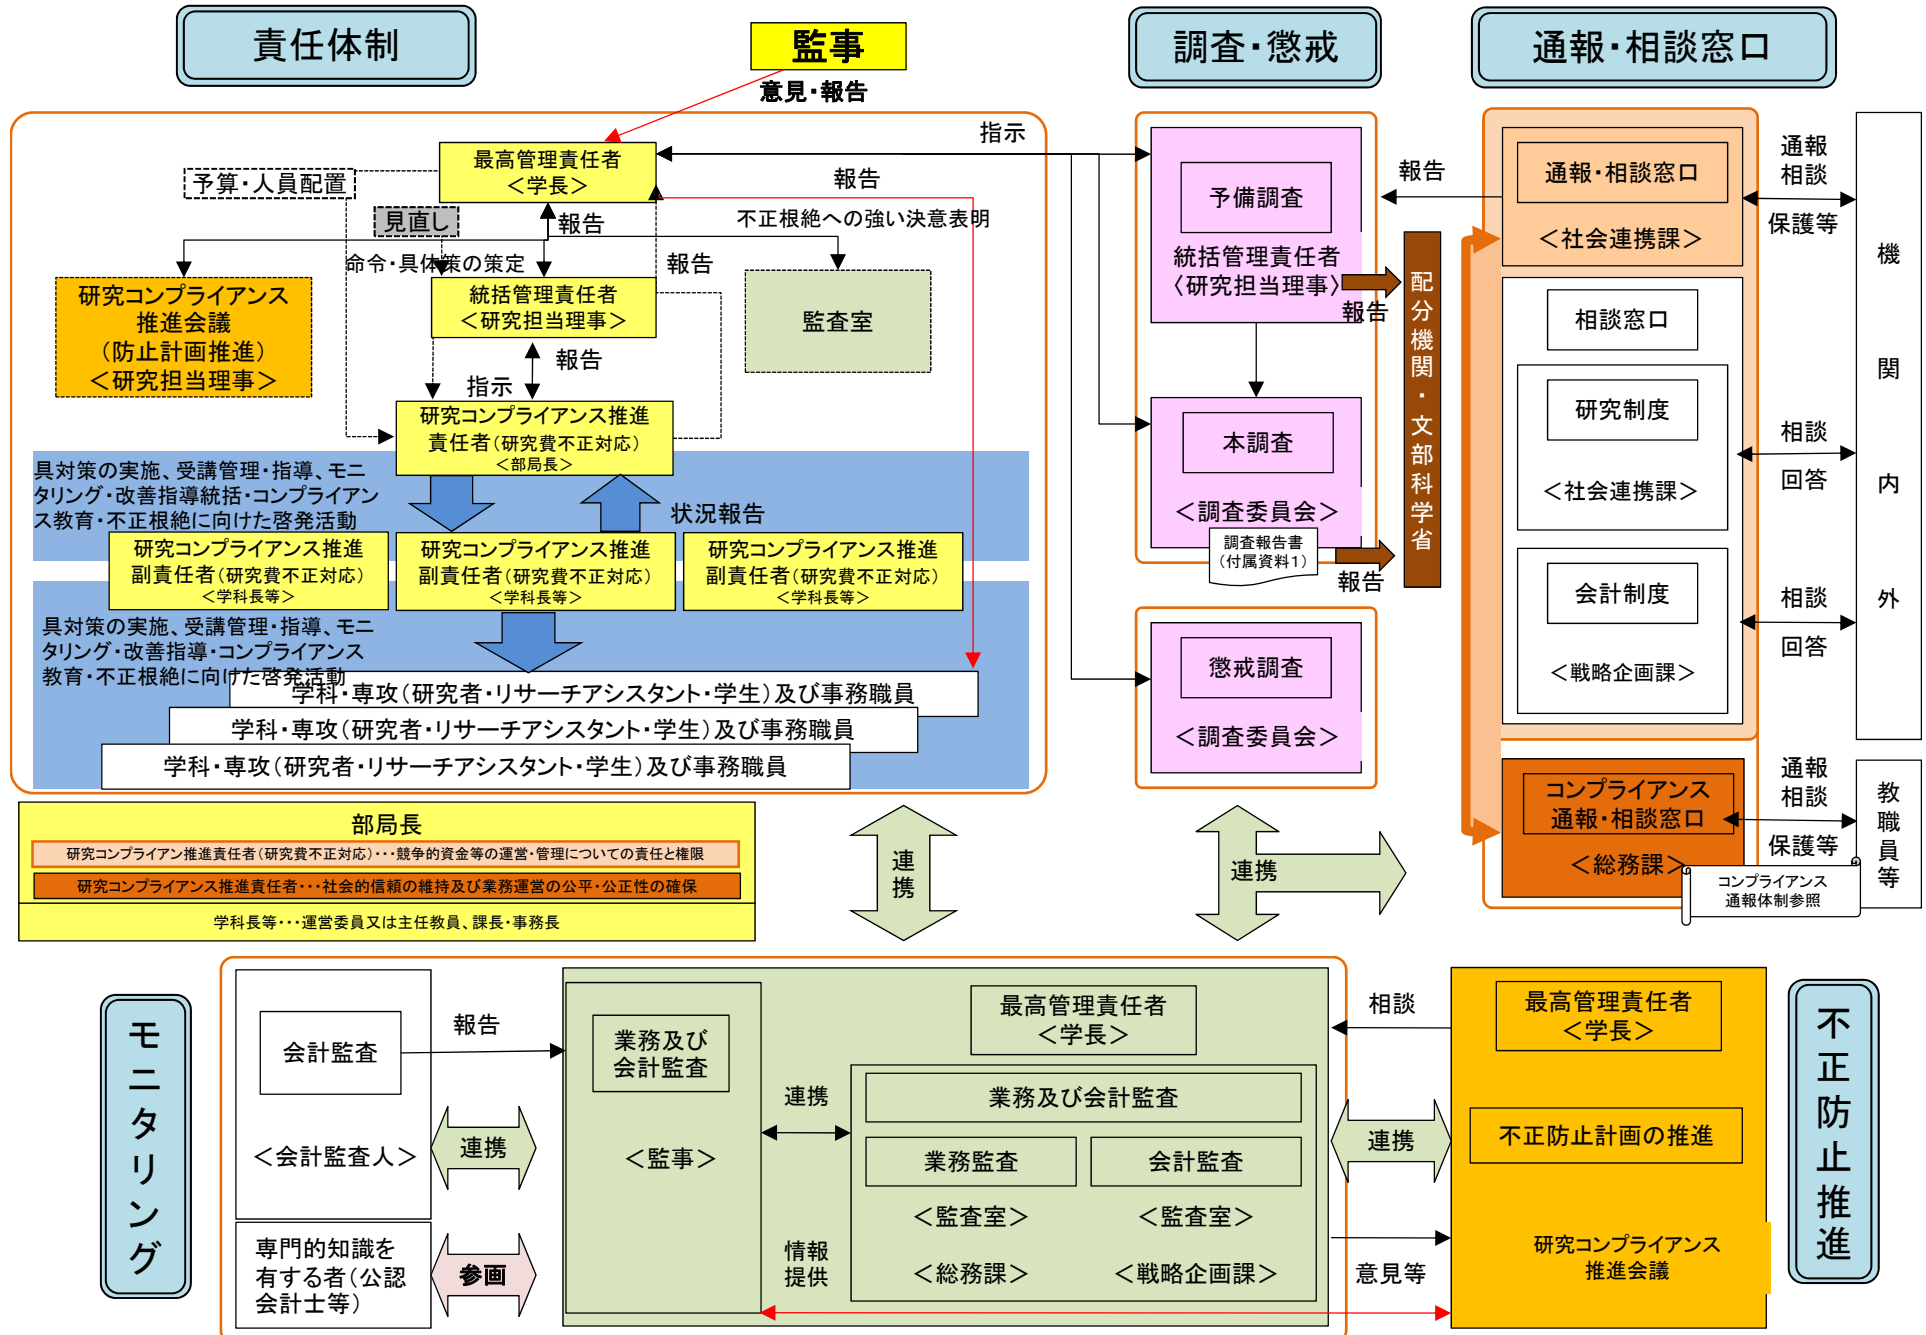 責任体制
監事
意見・報告
調査・懲戒
通報・相談窓口
最高管理責任者
＜学長＞
予算・人員配置
見直し
報告
指示
報告
不正根絶への強い決意表明
命令・具体策の策定
報告
研究コンプライアンス
推進会議
（防止計画推進）
＜研究担当理事＞
統括管理責任者
＜研究担当理事＞
監査室
報告
指示
研究コンプライアンス推進
責任者（研究費不正対応）
＜部局長＞
具対策の実施、受講管理・指導、モニ
タリング・改善指導統括・コンプライアン
ス教育・不正根絶に向けた啓発活動
状況報告
研究コンプライアンス推進
副責任者（研究費不正対応）
＜学科長等＞
研究コンプライアンス推進
副責任者（研究費不正対応）
＜学科長等＞
研究コンプライアンス推進
副責任者（研究費不正対応）
＜学科長等＞
具対策の実施、受講管理・指導、モニ
タリング・改善指導・コンプライアンス
教育・不正根絶に向けた啓発活動
学科・専攻（研究者・リサーチアシスタント・学生）及び事務職員
学科・専攻（研究者・リサーチアシスタント・学生）及び事務職員
学科・専攻（研究者・リサーチアシスタント・学生）及び事務職員
予備調査
統括管理責任者
〈研究担当理事〉
報告
本調査
＜調査委員会＞
調査報告書
（付属資料１）
報告
懲戒調査
＜調査委員会＞
配分機関・文部科学省
報告
通報・相談窓口
＜社会連携課＞
相談窓口
研究制度
＜社会連携課＞
会計制度
＜戦略企画課＞
通報
相談
保護等
相談
回答
相談
回答
機関内外
コンプライアンス
通報・相談窓口
＜総務課＞
通報
相談
保護等
コンプライアンス
通報体制参照
教職員等
部局長
研究コンプライアン推進責任者（研究費不正対応）・・・競争的資金等の運営・管理についての責任と権限
研究コンプライアンス推進責任者・・・社会的信頼の維持及び業務運営の公平・公正性の確保
学科長等・・・運営委員又は主任教員、課長・事務長
連携
連携
モニタリング
会計監査
＜会計監査人＞
報告
連携
専門的知識を
有する者（公認
会計士等）
参画
業務及び
会計監査
＜監事＞
連携
情報
提供
最高管理責任者
＜学長＞
業務及び会計監査
業務監査
＜監査室＞
＜総務課＞
会計監査
＜監査室＞
＜戦略企画課＞
相談
連携
意見等
最高管理責任者
＜学長＞
不正防止計画の推進
研究コンプライアンス
推進会議
不正防止推進